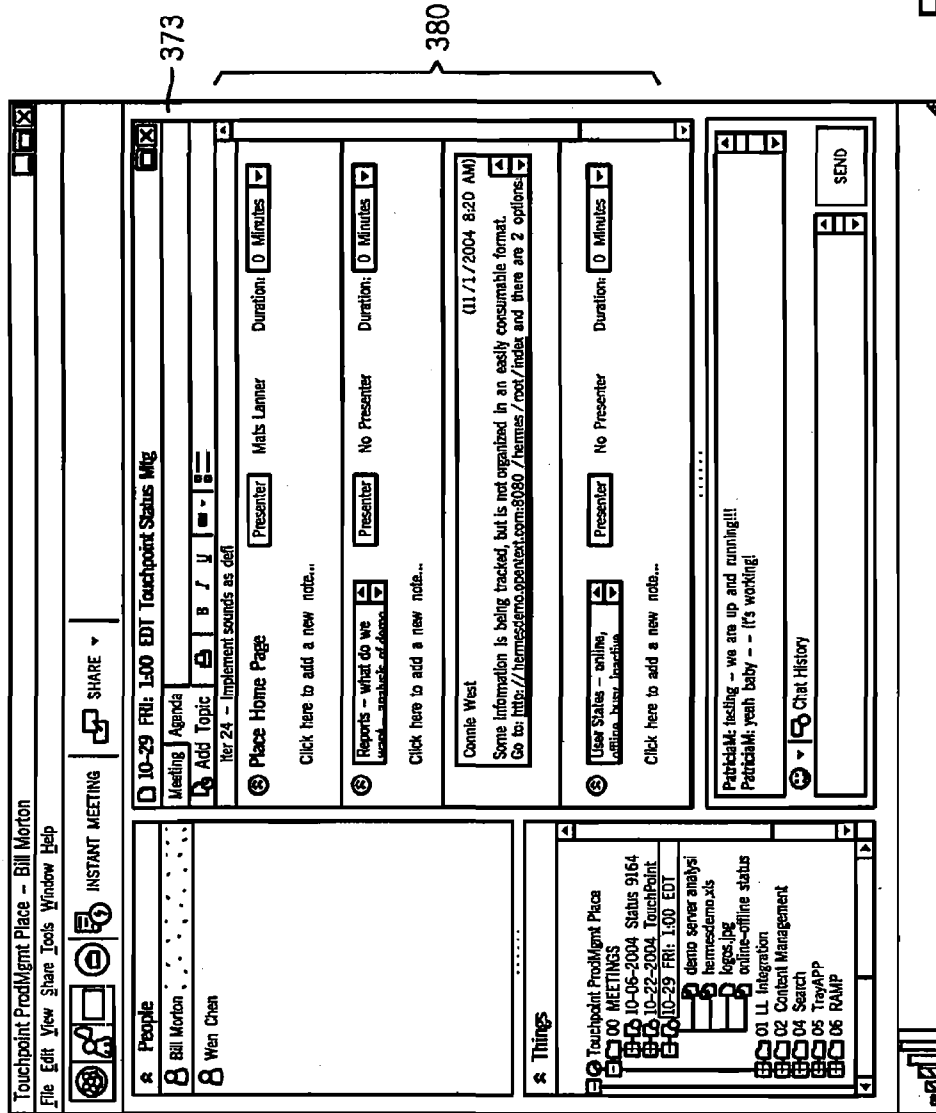 Touchpoint ProdMgmt Place - Bill Morton
File Edit View Share Tools Window Help
INSTANT MEETING SHARE
People
Bill Morton
Wen Chen
Things
Touchpoint ProdMgmt Place
00 MEETINGS
10-06-2004 Status 9164
10-22-2004 TouchPoint
10-29 FRI: 1:00 EDT
demo server analysi
hermesdemo.xls
logos.jpg
online-offline status
01 LL Integration
02 Content Management
04 Search
05 TrayAPP
06 RAMP
10-29 FRI: 1:00 EDT Touchpoint Status Mtg
Meeting Agenda
Add Topic B I U
Iter 24 - Implement sounds as defi
Place Home Page Presenter Mats Lanner Duration: 0 Minutes
Click here to add a new note...
Reports - what do we Presenter No Presenter Duration: 0 Minutes
want - analysis of demo
Click here to add a new note...
Connie West (11/1/2004 8:20 AM)
Some information is being tracked, but is not organized in an easily consumable format.
Go to: http://hermesdemo.opentext.com:8080/hermes/root/index and there are 2 options:
User States - online, Presenter No Presenter Duration: 0 Minutes
offline, busy, inactive
Click here to add a new note...
PatriciaM: testing - we are up and running!!!
PatriciaM: yeah baby - - it's working!
Chat History
SEND
373
380